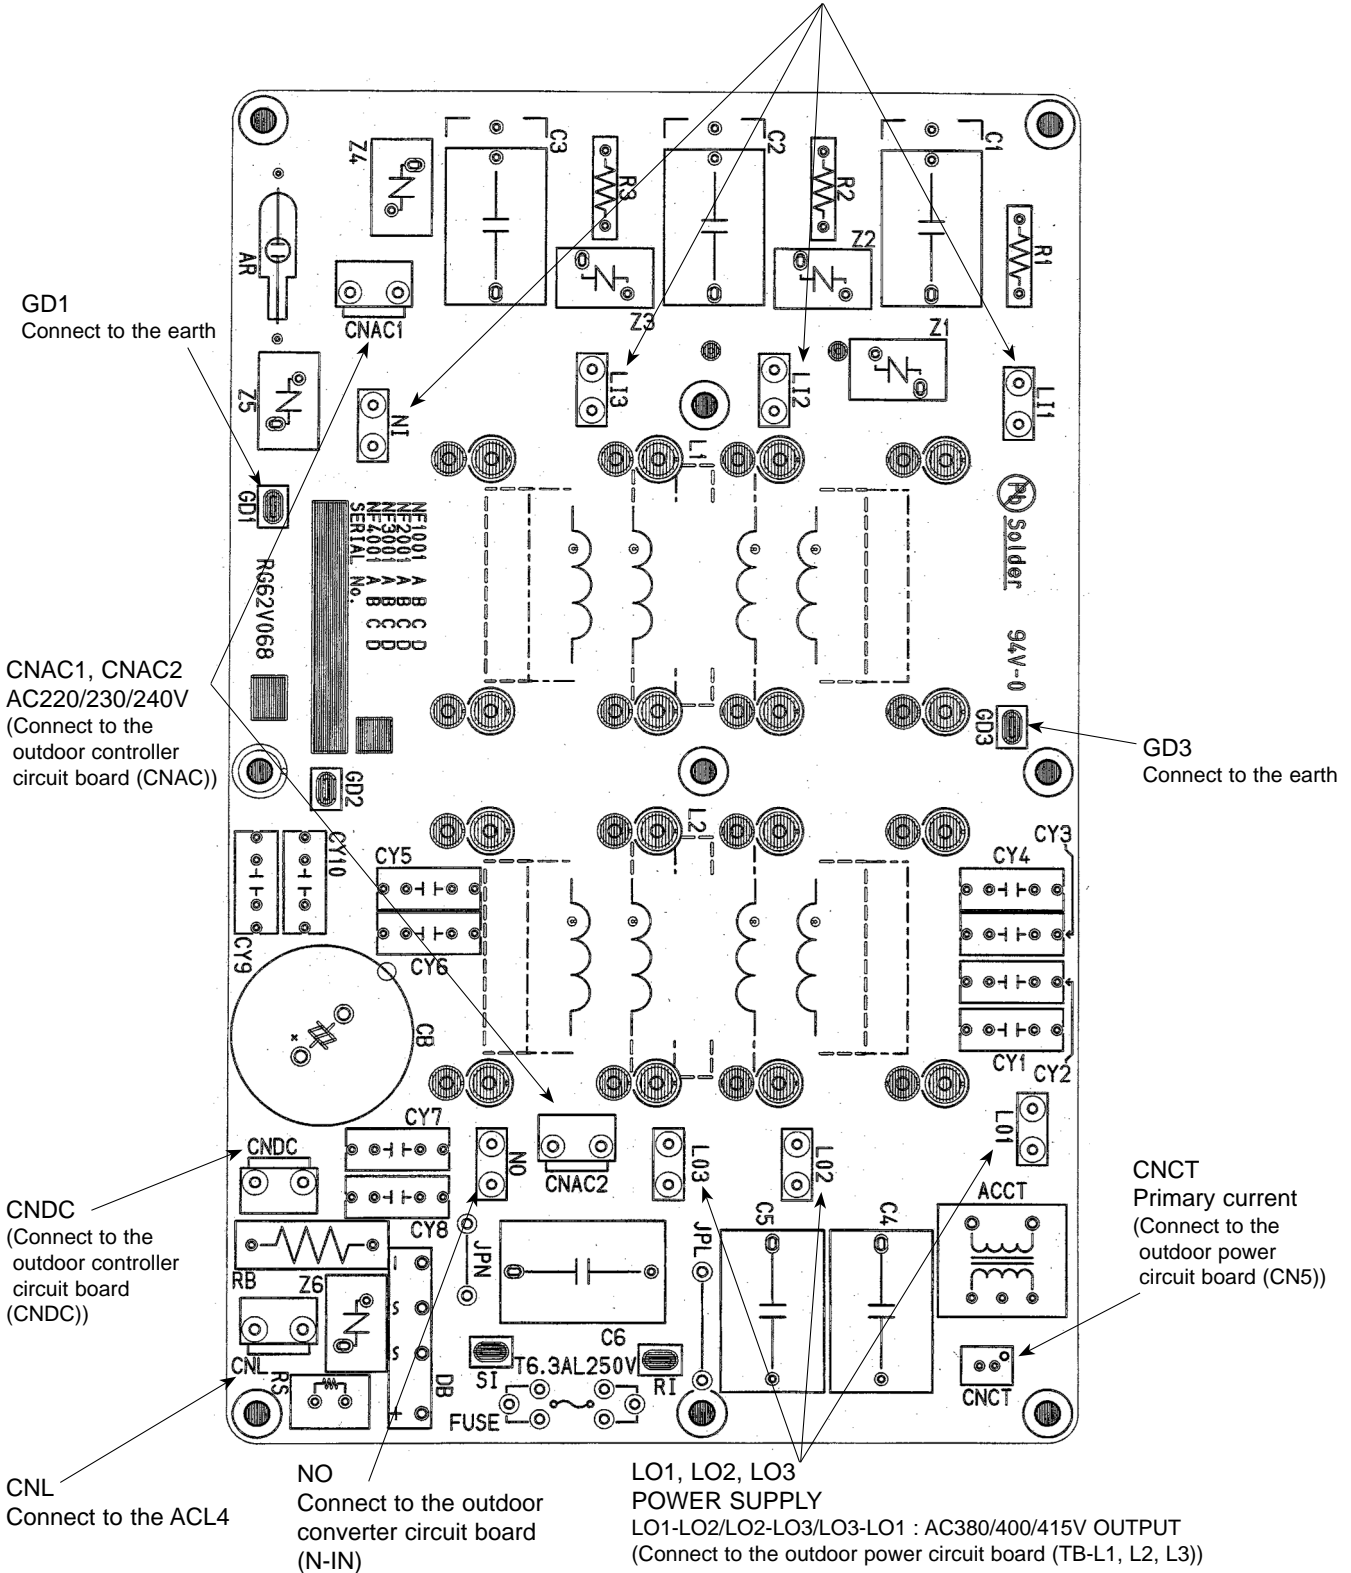 C3
C2
C1
Z4
R3
R2
R1
Z2
AR
Z3
Z1
CNAC1
GD1
Connect to the earth
Z5
NI
LI3
LI2
LI1
L1
GD1
NF1001 A B C D
NF2001 A B C D
NF3001 A B C D
NF4001 A B C D
SERIAL No.
RG62V068
Pb
Solder
94V-0
CNAC1, CNAC2
AC220/230/240V
(Connect to the
outdoor controller
circuit board (CNAC))
GD3
GD3
Connect to the earth
GD2
L2
CY10
CY5
CY4
CY3
CY9
CY6
CB
CY1
CY2
CY7
LO1
CNDC
NO
LO3
LO2
CNAC2
ACCT
CNCT
Primary current
(Connect to the
outdoor power
circuit board (CN5))
CNDC
(Connect to the
outdoor controller
circuit board
(CNDC))
CY8
JPN
JPL
C5
C4
RB
Z6
- S S +
C6
T6.3AL250V
SI
RI
CNL
RS
DB
FUSE
CNCT
CNL
Connect to the ACL4
NO
Connect to the outdoor
converter circuit board
(N-IN)
LO1, LO2, LO3
POWER SUPPLY
LO1-LO2/LO2-LO3/LO3-LO1 : AC380/400/415V OUTPUT
(Connect to the outdoor power circuit board (TB-L1, L2, L3))